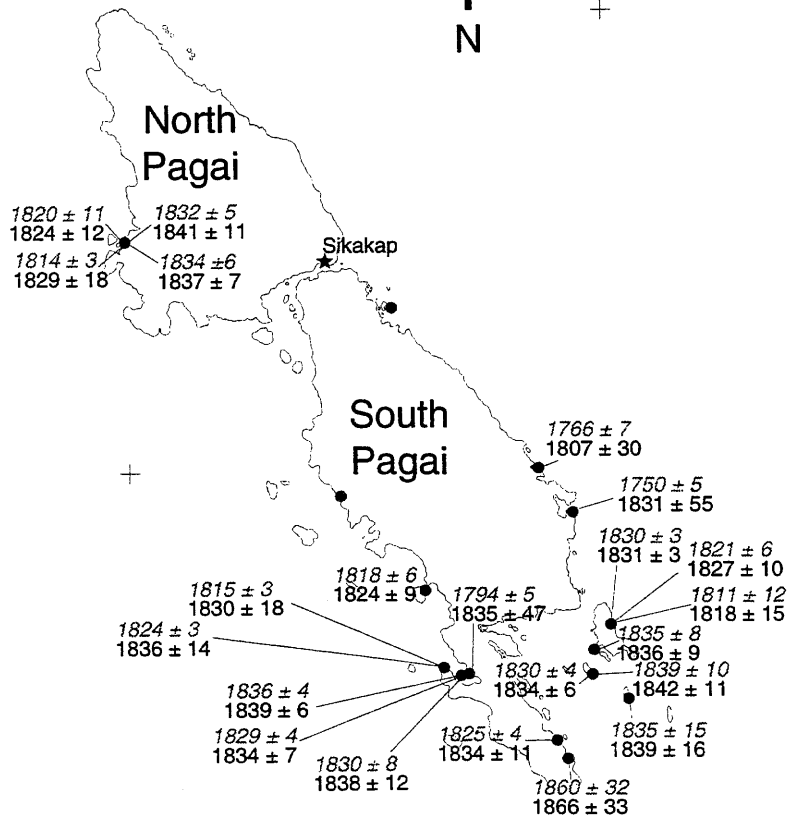 N
North
Pagai
1820 ± 11
1824 ± 12
1832 ± 5
1841 ± 11
1814 ± 3
1829 ± 18
1834 ±6
1837 ± 7
Sikakap
South
Pagai
1766 ± 7
1807 ± 30
1750 ± 5
1831 ± 55
1830 ± 3
1831 ± 3
1821 ± 6
1827 ± 10
1811 ± 12
1818 ± 15
1818 ± 6
1824 ± 9
1794 ± 5
1835 ± 47
1815 ± 3
1830 ± 18
1824 ± 3
1836 ± 14
1835 ± 8
1836 ± 9
1830 ± 4
1834 ± 6
1839 ± 10
1842 ± 11
1836 ± 4
1839 ± 6
1829 ± 4
1834 ± 7
1830 ± 8
1838 ± 12
1825 ± 4
1834 ± 11
1835 ± 15
1839 ± 16
1860 ± 32
1866 ± 33